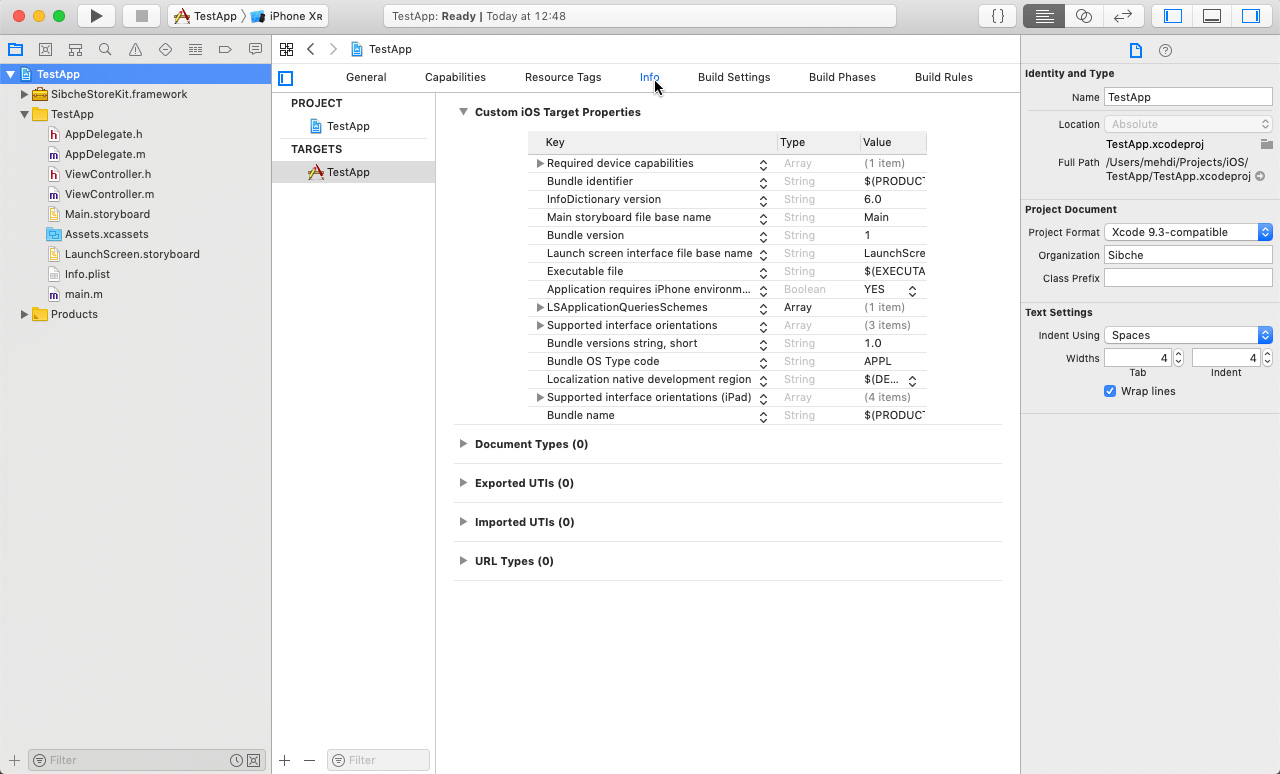 TestApp
iPhone XR
TestApp: Ready | Today at 12:48
TestApp
TestApp
SibcheStoreKit.framework
TestApp
AppDelegate.h
AppDelegate.m
ViewController.h
ViewController.m
Main.storyboard
Assets.xcassets
LaunchScreen.storyboard
Info.plist
main.m
Products
Filter
General
Capabilities
Resource Tags
Info
Build Settings
Build Phases
Build Rules
PROJECT
TestApp
TARGETS
TestApp
Filter
Custom iOS Target Properties
Key Type Value
Required device capabilities Array (1 item)
Bundle identifier String $(PRODUCT
InfoDictionary version String 6.0
Main storyboard file base name String Main
Bundle version String 1
Launch screen interface file base name String LaunchScre
Executable file String $(EXECUTA
Application requires iPhone environm... Boolean YES
LSApplicationQueriesSchemes Array (1 item)
Supported interface orientations Array (3 items)
Bundle versions string, short String 1.0
Bundle OS Type code String APPL
Localization native development region String $(DE...
Supported interface orientations (iPad) Array (4 items)
Bundle name String $(PRODUCT
Document Types (0)
Exported UTIs (0)
Imported UTIs (0)
URL Types (0)
Identity and Type
Name TestApp
Location Absolute
TestApp.xcodeproj
Full Path /Users/mehdi/Projects/iOS/
TestApp/TestApp.xcodeproj
Project Document
Project Format Xcode 9.3-compatible
Organization Sibche
Class Prefix
Text Settings
Indent Using Spaces
Widths 4 4
Tab Indent
Wrap lines